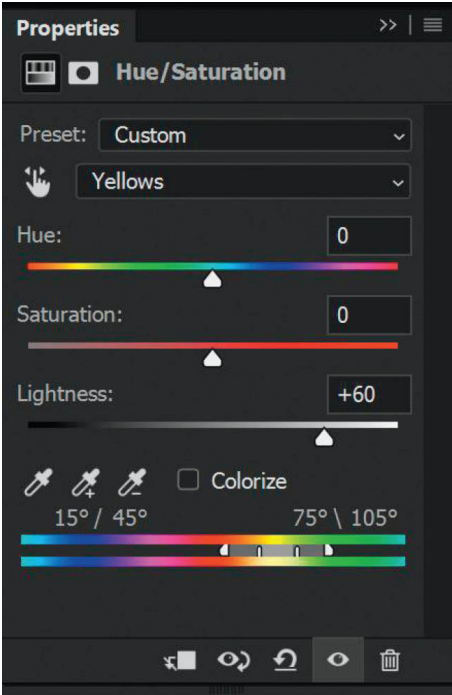 Properties
Hue/Saturation
Preset: Custom
Yellows
Hue: 0
Saturation: 0
Lightness: +60
Colorize
15°/ 45° 75°\ 105°